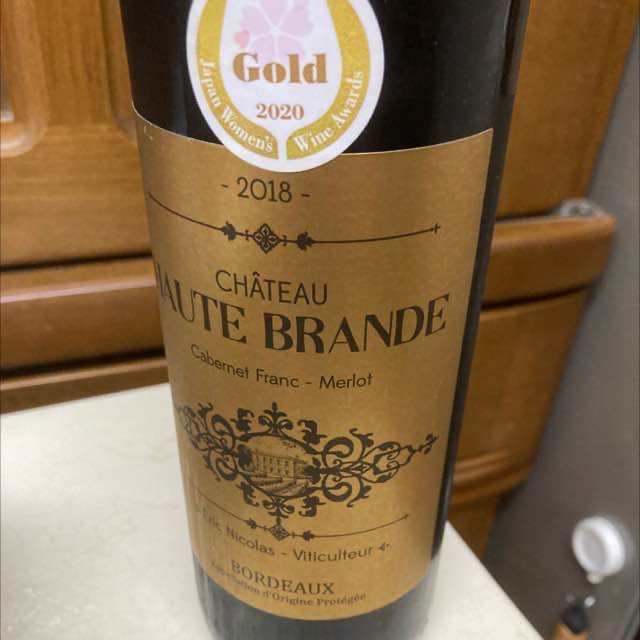 Gold
2020
Japan Women's Wine Awards
- 2018 -
CHÂTEAU
HAUTE BRANDE
Cabernet Franc - Merlot
Eric Nicolas - Viticulteur
BORDEAUX
Appellation d'Origine Protégée